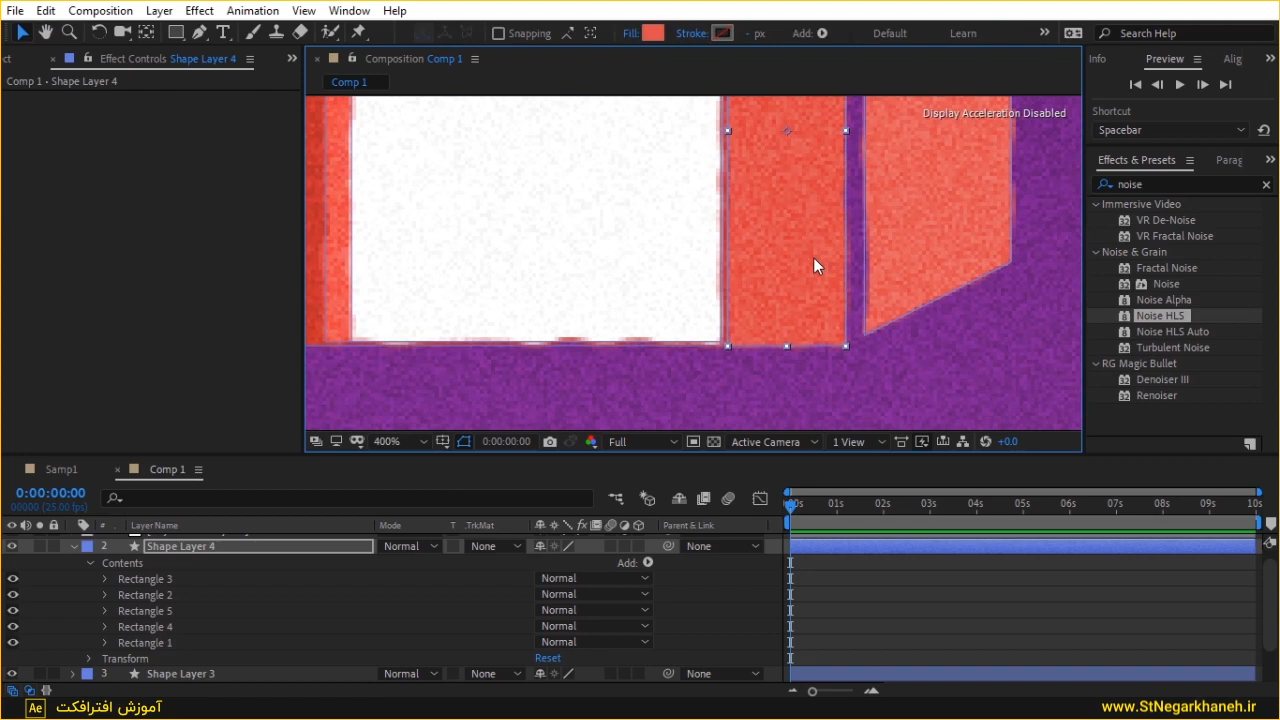 File Edit Composition Layer Effect Animation View Window Help
Snapping Fill: Stroke: - px Add: Default Learn Search Help
ct Effect Controls Shape Layer 4 Composition Comp 1 Info Preview Alig
Comp 1 • Shape Layer 4 Comp 1
Display Acceleration Disabled
Shortcut
Spacebar
Effects & Presets Parag
noise
Immersive Video
VR De-Noise
VR Fractal Noise
Noise & Grain
Fractal Noise
Noise
Noise Alpha
Noise HLS
Noise HLS Auto
Turbulent Noise
RG Magic Bullet
Denoiser III
Renoiser
400% 0:00:00:00 Full Active Camera 1 View +0.0
Samp1 Comp 1
0:00:00:00
00000 (25.00 fps)
00s 01s 02s 03s 04s 05s 06s 07s 08s 09s 10s
# Layer Name Mode T .TrkMat Parent & Link
2 Shape Layer 4 Normal None None
Contents Add:
Rectangle 3 Normal
Rectangle 2 Normal
Rectangle 5 Normal
Rectangle 4 Normal
Rectangle 1 Normal
Transform Reset
3 Shape Layer 3 Normal None None
Ae آموزش افترافکت www.StNegarkhaneh.ir